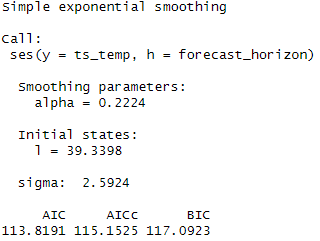 Simple exponential smoothing
Call:
ses(y = ts_temp, h = forecast_horizon)
Smoothing parameters:
alpha = 0.2224
Initial states:
l = 39.3398
sigma:  2.5924
AIC     AICc      BIC
113.8191 115.1525 117.0923